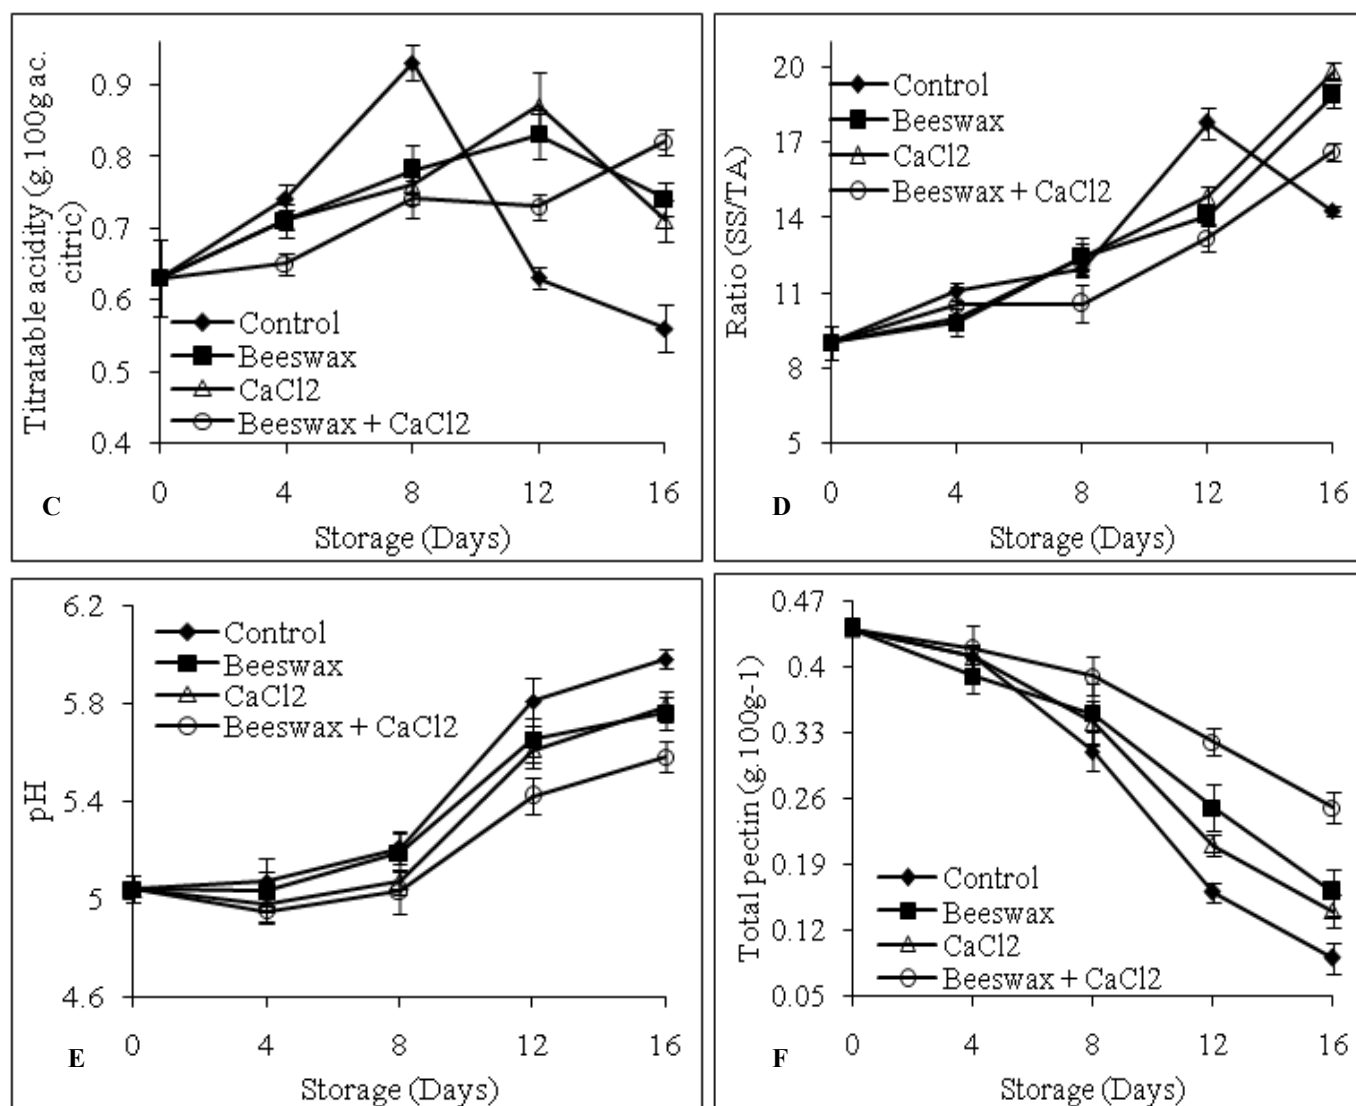 Titratable acidity (g.100g ac.
citric)
0.9
0.8
0.7
0.6
0.5
0.4
Control
Beeswax
CaCl2
Beeswax + CaCl2
0 4 8 12 16
C
Storage (Days)
Ratio (SS/TA)
20
17
14
11
8
5
Control
Beeswax
CaCl2
Beeswax + CaCl2
0 4 8 12 16
D
Storage (Days)
pH
6.2
5.8
5.4
5
4.6
Control
Beeswax
CaCl2
Beeswax + CaCl2
0 4 8 12 16
E
Storage (Days)
Total pectin (g.100g-1)
0.47
0.4
0.33
0.26
0.19
0.12
0.05
Control
Beeswax
CaCl2
Beeswax + CaCl2
0 4 8 12 16
F
Storage (Days)